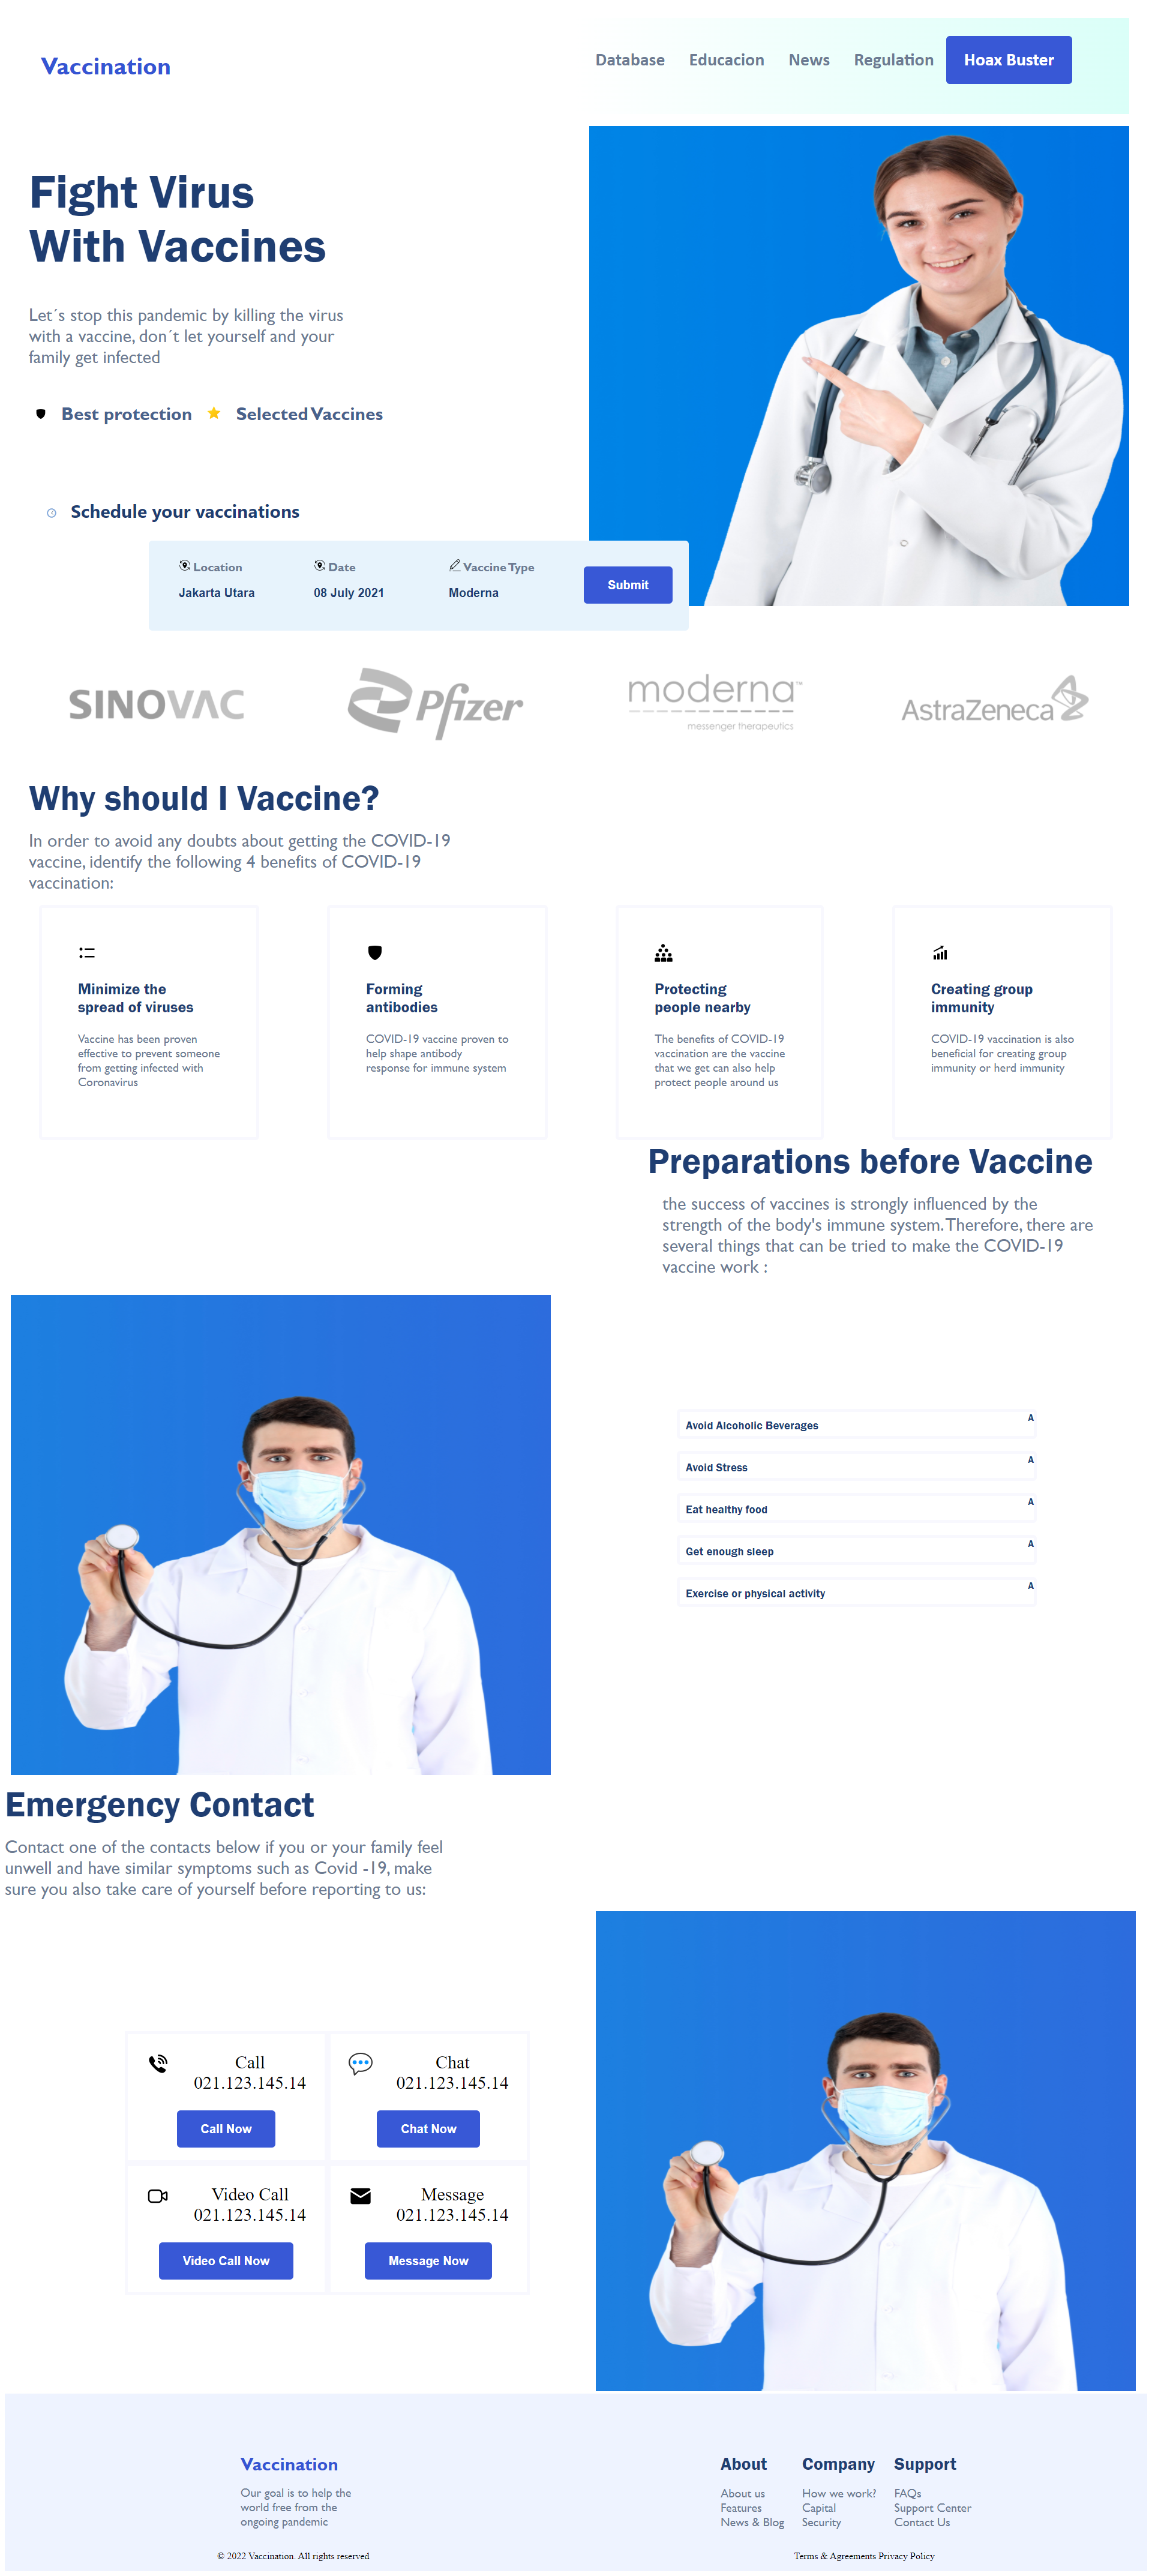 Vaccination
Database Educacion News Regulation Hoax Buster
Fight Virus
With Vaccines
Let´s stop this pandemic by killing the virus
with a vaccine, don´t let yourself and your
family get infected
Best protection Selected Vaccines
Schedule your vaccinations
Location Date Vaccine Type
Jakarta Utara 08 July 2021 Moderna Submit
SINOVAC Pfizer moderna™ AstraZeneca
messenger therapeutics
Why should I Vaccine?
In order to avoid any doubts about getting the COVID-19
vaccine, identify the following 4 benefits of COVID-19
vaccination:
Minimize the
spread of viruses
Vaccine has been proven
effective to prevent someone
from getting infected with
Coronavirus
Forming
antibodies
COVID-19 vaccine proven to
help shape antibody
response for immune system
Protecting
people nearby
The benefits of COVID-19
vaccination are the vaccine
that we get can also help
protect people around us
Creating group
immunity
COVID-19 vaccination is also
beneficial for creating group
immunity or herd immunity
Preparations before Vaccine
the success of vaccines is strongly influenced by the
strength of the body's immune system. Therefore, there are
several things that can be tried to make the COVID-19
vaccine work :
Avoid Alcoholic Beverages A
Avoid Stress A
Eat healthy food A
Get enough sleep A
Exercise or physical activity A
Emergency Contact
Contact one of the contacts below if you or your family feel
unwell and have similar symptoms such as Covid -19, make
sure you also take care of yourself before reporting to us:
Call
021.123.145.14
Call Now
Chat
021.123.145.14
Chat Now
Video Call
021.123.145.14
Video Call Now
Message
021.123.145.14
Message Now
Vaccination
Our goal is to help the
world free from the
ongoing pandemic
About
About us
Features
News & Blog
Company
How we work?
Capital
Security
Support
FAQs
Support Center
Contact Us
© 2022 Vaccination. All rights reserved
Terms & Agreements Privacy Policy